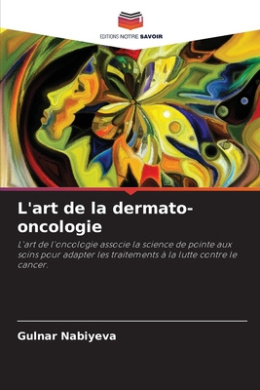 EDITIONS NOTRE SAVOIR
L'art de la dermato-
oncologie
L'art de l'oncologie associe la science de pointe aux
soins pour adapter les traitements à la lutte contre le
cancer.
Gulnar Nabiyeva